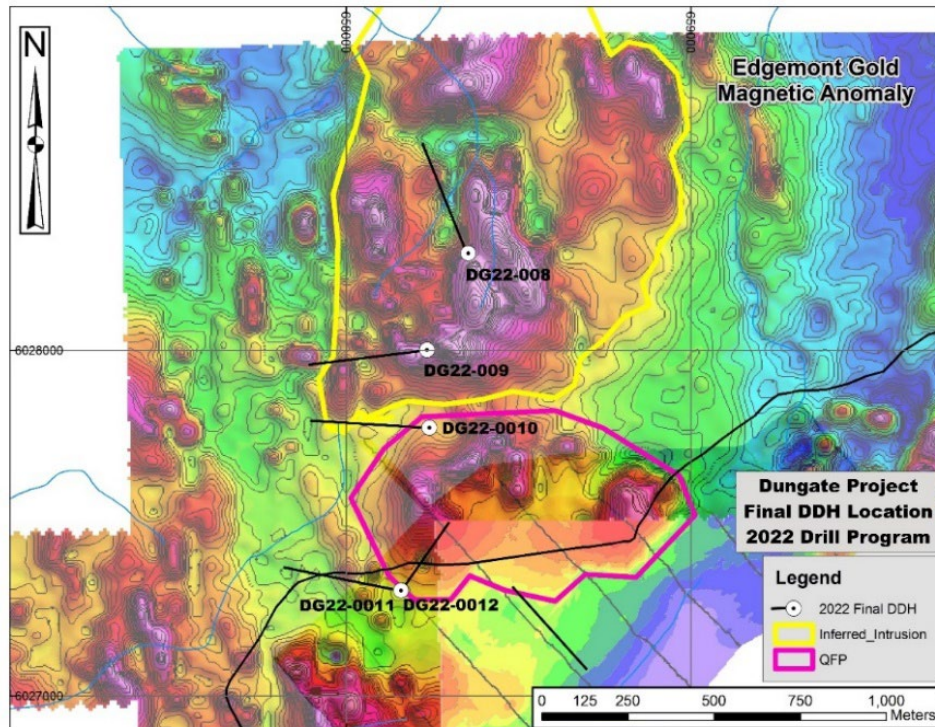 658000
659000
N
Edgemont Gold
Magnetic Anomaly
DG22-008
6028000
DG22-009
DG22-0010
Dungate Project
Final DDH Location
2022 Drill Program
Legend
2022 Final DDH
Inferred_Intrusion
QFP
DG22-0011 DG22-0012
6027000
0 125 250 500 750 1,000
Meters